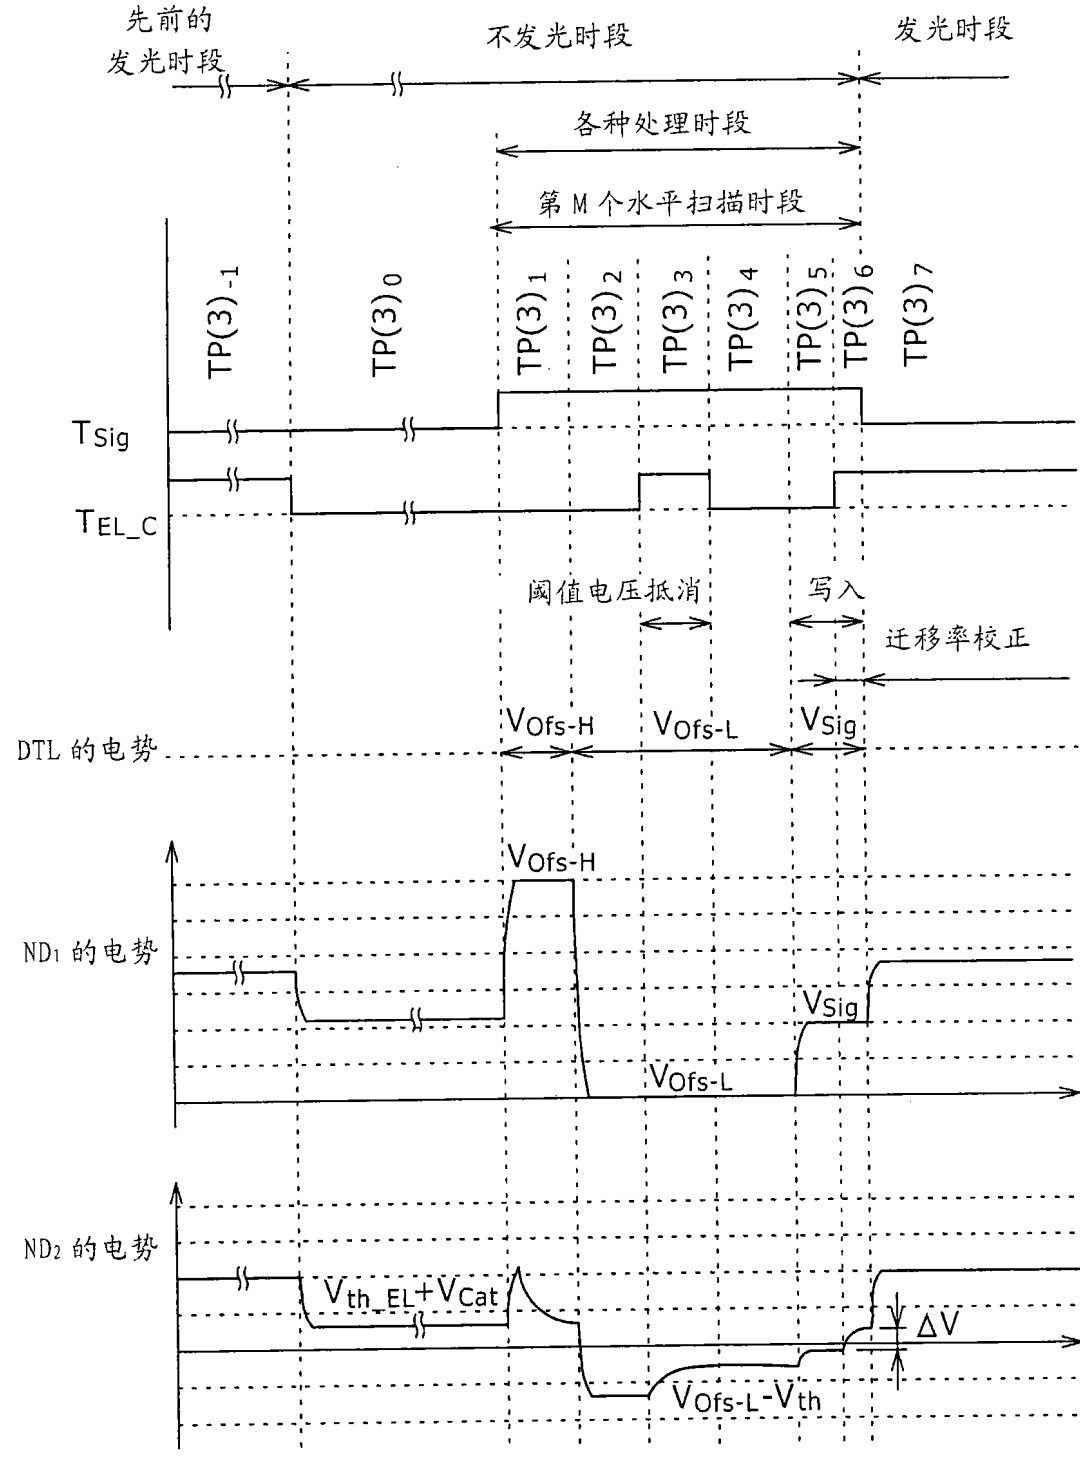 先前的
发光时段
不发光时段
发光时段
各种处理时段
第 M 个水平扫描时段
TP(3)-1
TP(3)0
TP(3)1
TP(3)2
TP(3)3
TP(3)4
TP(3)5
TP(3)6
TP(3)7
TSig
TEL_C
阈值电压抵消
写入
迁移率校正
VOfs-H
VOfs-L
VSig
DTL 的电势
VOfs-H
ND1 的电势
VSig
VOfs-L
ND2 的电势
Vth_EL+VCat
ΔV
VOfs-L-Vth